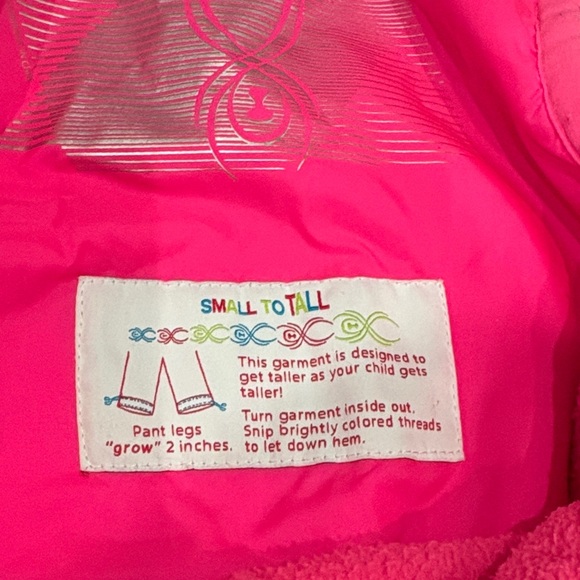 SMALL TO TALL
This garment is designed to
get taller as your child gets
taller!
Turn garment inside out.
Snip brightly colored threads
to let down hem.
Pant legs
"grow" 2 inches.